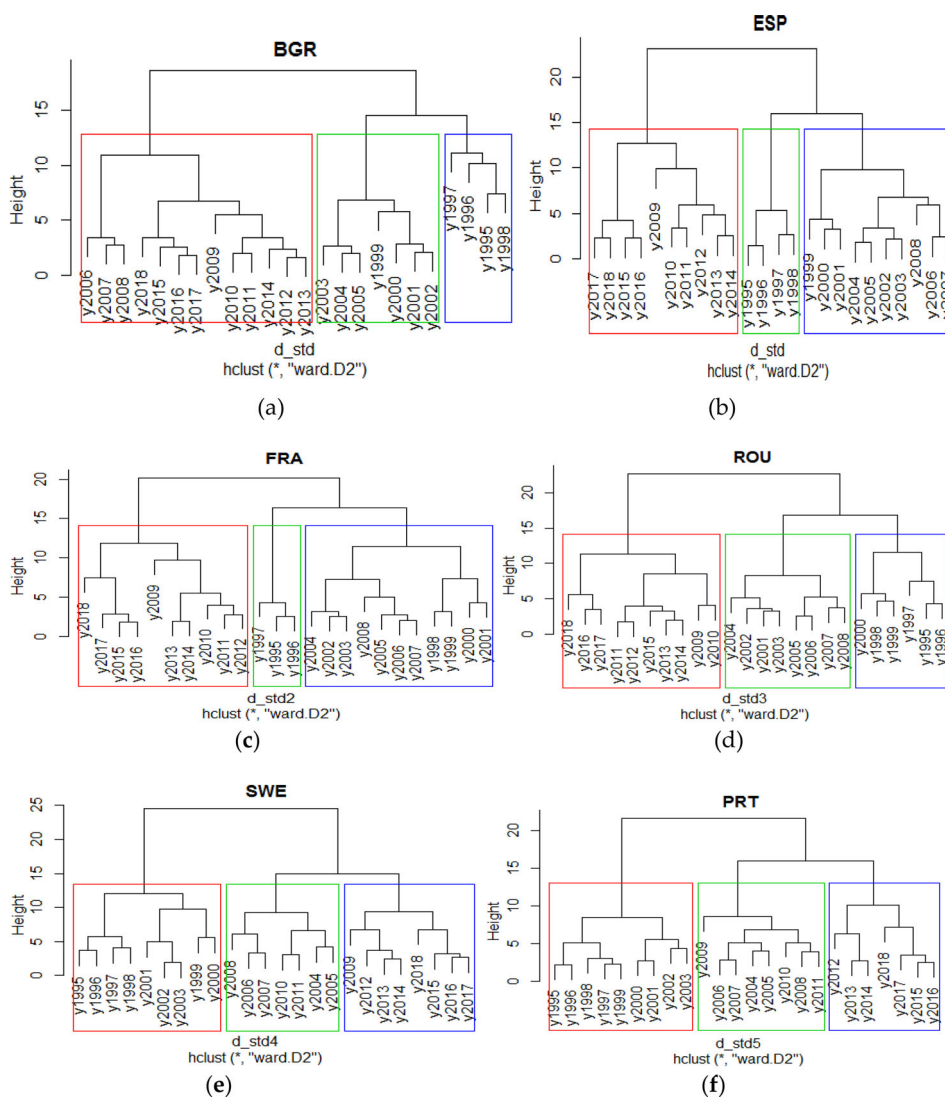 BGR
Height
0 5 10 15
y2006 y2007 y2008 y2018 y2015 y2016 y2017 y2009 y2010 y2011 y2014 y2012 y2013 y2003 y2004 y2005 y1999 y2000 y2001 y2002 y1997 y1996 y1995 y1998
d_std
hclust (*, "ward.D2")
(a)
ESP
Height
0 5 10 15 20
y2017 y2018 y2015 y2016 y2009 y2010 y2011 y2012 y2013 y2014 y1995 y1996 y1997 y1998 y1999 y2000 y2001 y2004 y2005 y2002 y2003 y2008 y2006 y2007
d_std
hclust (*, "ward.D2")
(b)
FRA
Height
0 5 10 15 20
y2018 y2017 y2015 y2016 y2009 y2013 y2014 y2010 y2011 y2012 y1997 y1995 y1996 y2004 y2002 y2003 y2008 y2005 y2006 y2007 y1998 y1999 y2000 y2001
d_std2
hclust (*, "ward.D2")
(c)
ROU
Height
0 5 10 15 20
y2018 y2016 y2017 y2011 y2012 y2015 y2013 y2014 y2009 y2010 y2004 y2002 y2001 y2003 y2005 y2006 y2007 y2008 y2000 y1998 y1999 y1997 y1995 y1996
d_std3
hclust (*, "ward.D2")
(d)
SWE
Height
0 5 10 15 20 25
y1995 y1996 y1997 y1998 y2001 y2002 y2003 y1999 y2000 y2008 y2006 y2007 y2010 y2011 y2004 y2005 y2009 y2012 y2013 y2014 y2018 y2015 y2016 y2017
d_std4
hclust (*, "ward.D2")
(e)
PRT
Height
0 5 10 15 20
y1995 y1996 y1998 y1997 y1999 y2000 y2001 y2002 y2003 y2009 y2006 y2007 y2004 y2005 y2010 y2008 y2011 y2012 y2013 y2014 y2018 y2017 y2015 y2016
d_std5
hclust (*, "ward.D2")
(f)